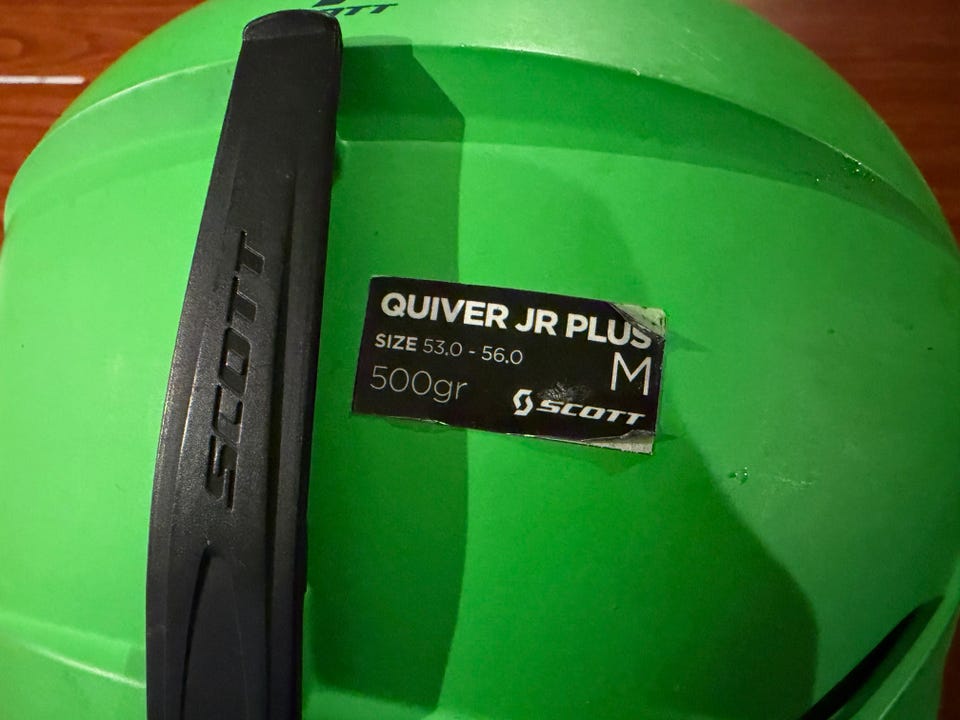 SCOTT
SCOTT
QUIVER JR PLUS
SIZE 53.0 - 56.0
M
500gr
SCOTT